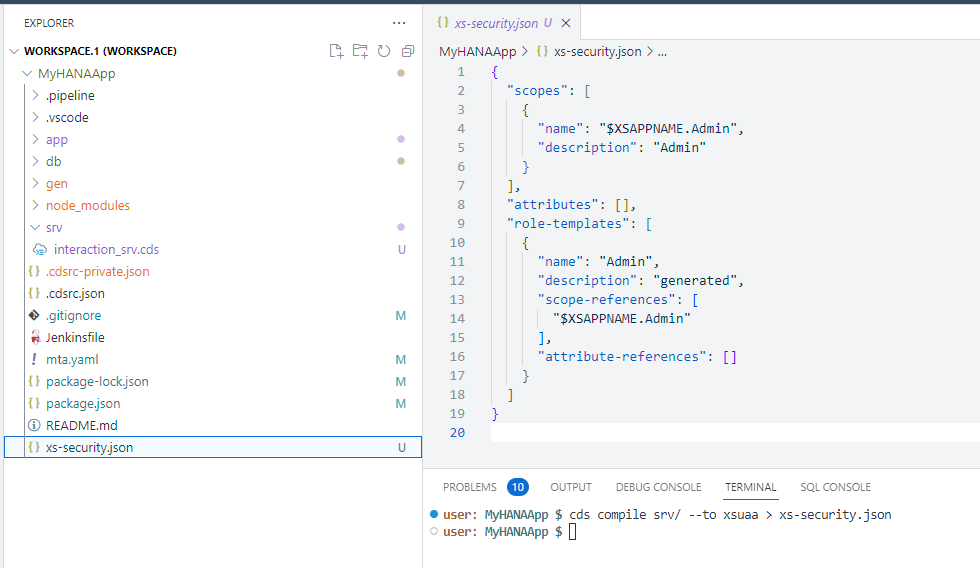 EXPLORER
WORKSPACE.1 (WORKSPACE)
MyHANAApp
.pipeline
.vscode
app
db
gen
node_modules
srv
interaction_srv.cds U
{} .cdsrc-private.json
{} .cdsrc.json
.gitignore M
Jenkinsfile
! mta.yaml M
{} package-lock.json M
{} package.json M
README.md
{} xs-security.json U
{} xs-security.json U
MyHANAApp > {} xs-security.json > ...
1 {
2 "scopes": [
3 {
4 "name": "$XSAPPNAME.Admin",
5 "description": "Admin"
6 }
7 ],
8 "attributes": [],
9 "role-templates": [
10 {
11 "name": "Admin",
12 "description": "generated",
13 "scope-references": [
14 "$XSAPPNAME.Admin"
15 ],
16 "attribute-references": []
17 }
18 ]
19 }
20
PROBLEMS 10 OUTPUT DEBUG CONSOLE TERMINAL SQL CONSOLE
user: MyHANAApp $ cds compile srv/ --to xsuaa > xs-security.json
user: MyHANAApp $